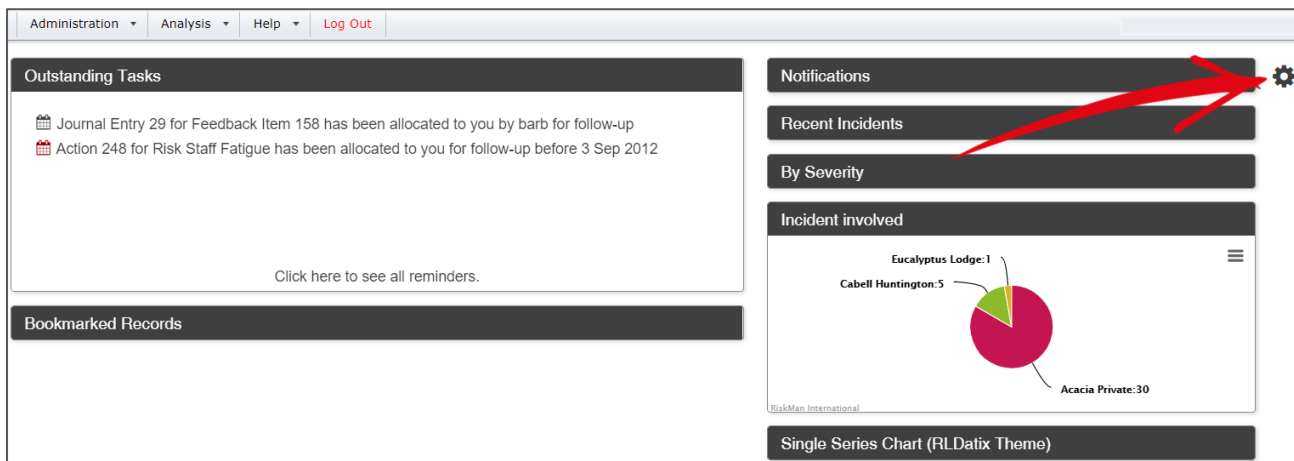 Administration
Analysis
Help
Log Out
Outstanding Tasks
Journal Entry 29 for Feedback Item 158 has been allocated to you by barb for follow-up
Action 248 for Risk Staff Fatigue has been allocated to you for follow-up before 3 Sep 2012
Click here to see all reminders.
Bookmarked Records
Notifications
Recent Incidents
By Severity
Incident involved
Eucalyptus Lodge:1
Cabell Huntington:5
Acacia Private:30
RiskMan International
Single Series Chart (RLDatix Theme)